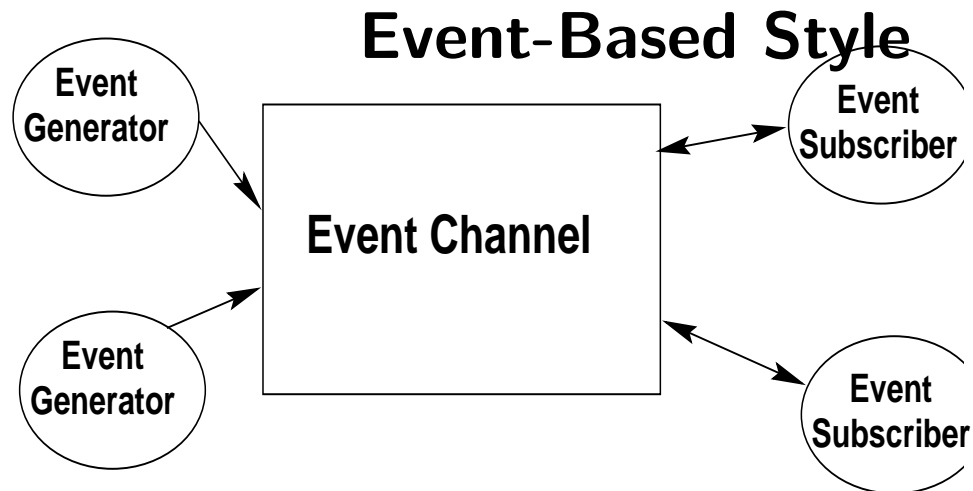 Event-Based Style
Event
Generator
Event
Subscriber
Event Channel
Event
Generator
Event
Subscriber